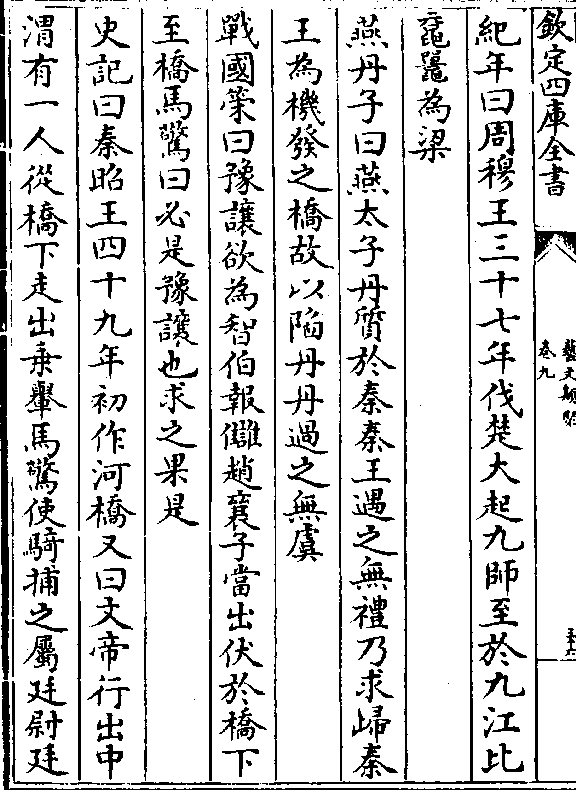 欽定四庫全書
藝文類聚
卷九
紀年曰周穆王三十七年伐楚大起九師至於九江比
黿鼉為梁
燕丹子曰燕太子丹質於秦秦王遇之無禮乃求歸秦
王為機發之橋故以陷丹丹過之無虞
戰國策曰豫讓欲為智伯報讎趙襄子當出伏於橋下
至橋馬驚曰必是豫讓也求之果是
史記曰秦昭王四十九年初作河橋又曰文帝行出中
渭有一人從橋下走出乗轝馬驚使騎捕之屬廷尉廷